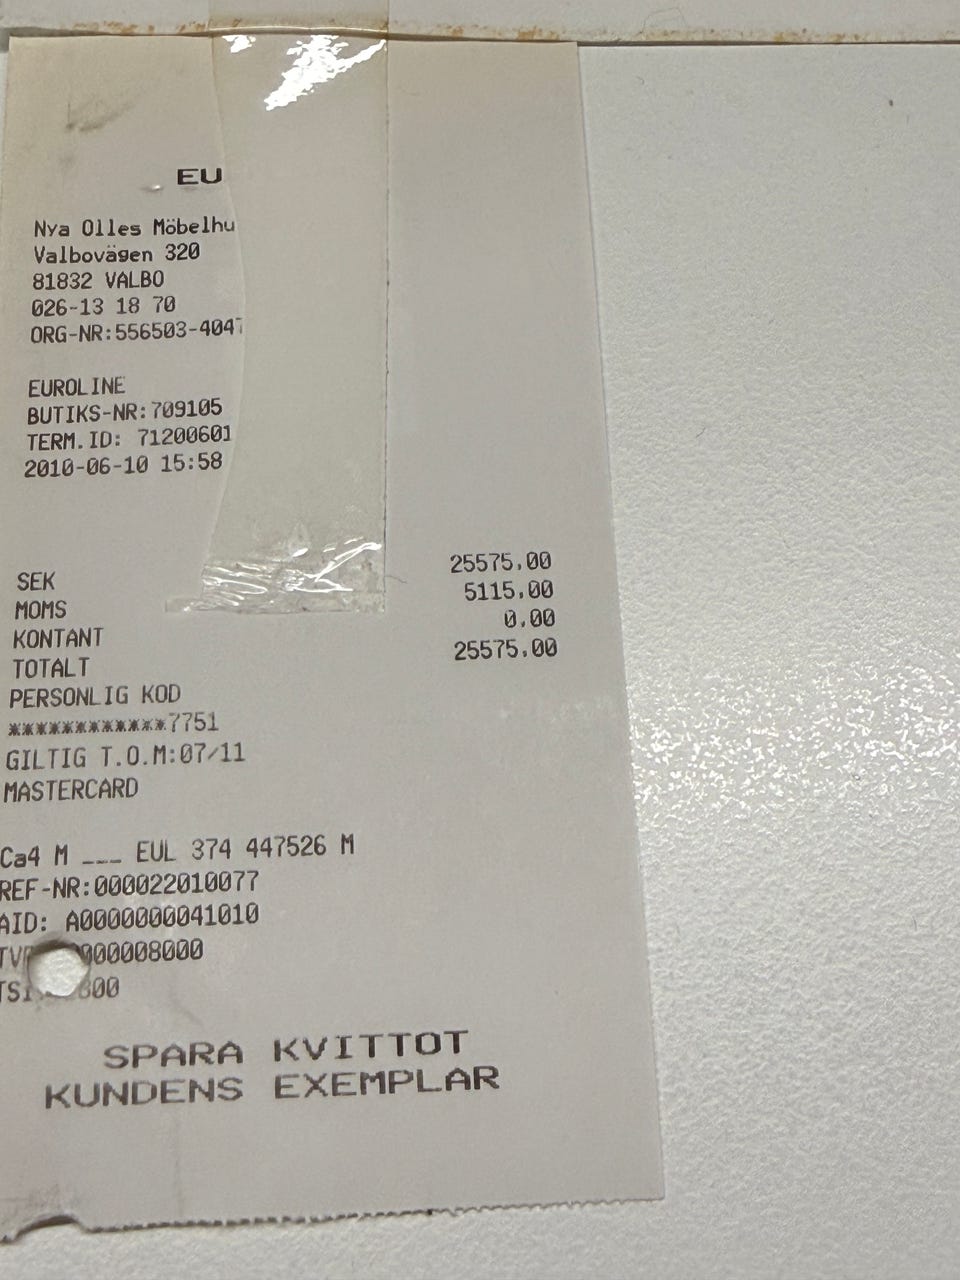 EU
Nya Olles Möbelhu
Valbovägen 320
81832 VALBO
026-13 18 70
ORG-NR:556503-4047
EUROLINE
BUTIKS-NR:709105
TERM.ID: 71200601
2010-06-10 15:58
SEK 25575.00
MOMS 5115.00
KONTANT 0.00
TOTALT 25575.00
PERSONLIG KOD
************7751
GILTIG T.O.M:07/11
MASTERCARD
Ca4 M ___ EUL 374 447526 M
REF-NR:000022010077
AID: A0000000041010
000008000
SPARA KVITTOT
KUNDENS EXEMPLAR